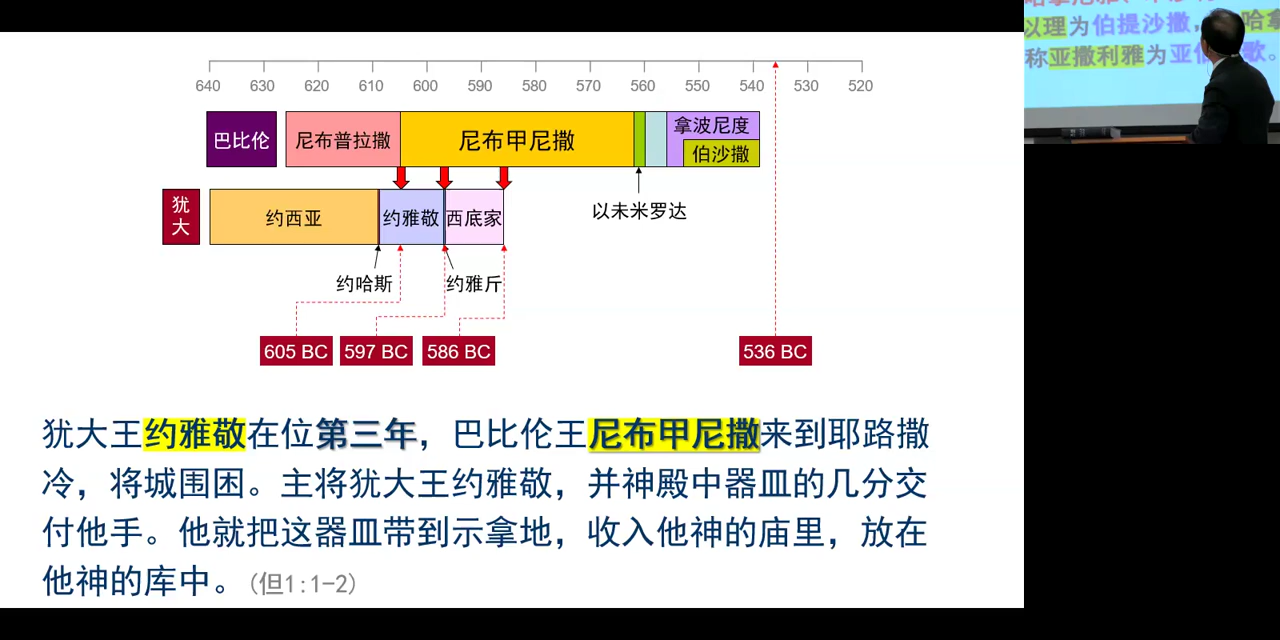 640 630 620 610 600 590 580 570 560 550 540 530 520
巴比伦 尼布普拉撒 尼布甲尼撒 拿波尼度
伯沙撒
犹大 约西亚 约雅敬 西底家 以未米罗达
约哈斯 约雅斤
605 BC 597 BC 586 BC 536 BC
犹大王约雅敬在位第三年，巴比伦王尼布甲尼撒来到耶路撒
冷，将城围困。主将犹大王约雅敬，并神殿中器皿的几分交
付他手。他就把这器皿带到示拿地，收入他神的庙里，放在
他神的库中。(但1:1-2)
以理为伯提沙撒，
称亚撒利雅为亚伯
歌。